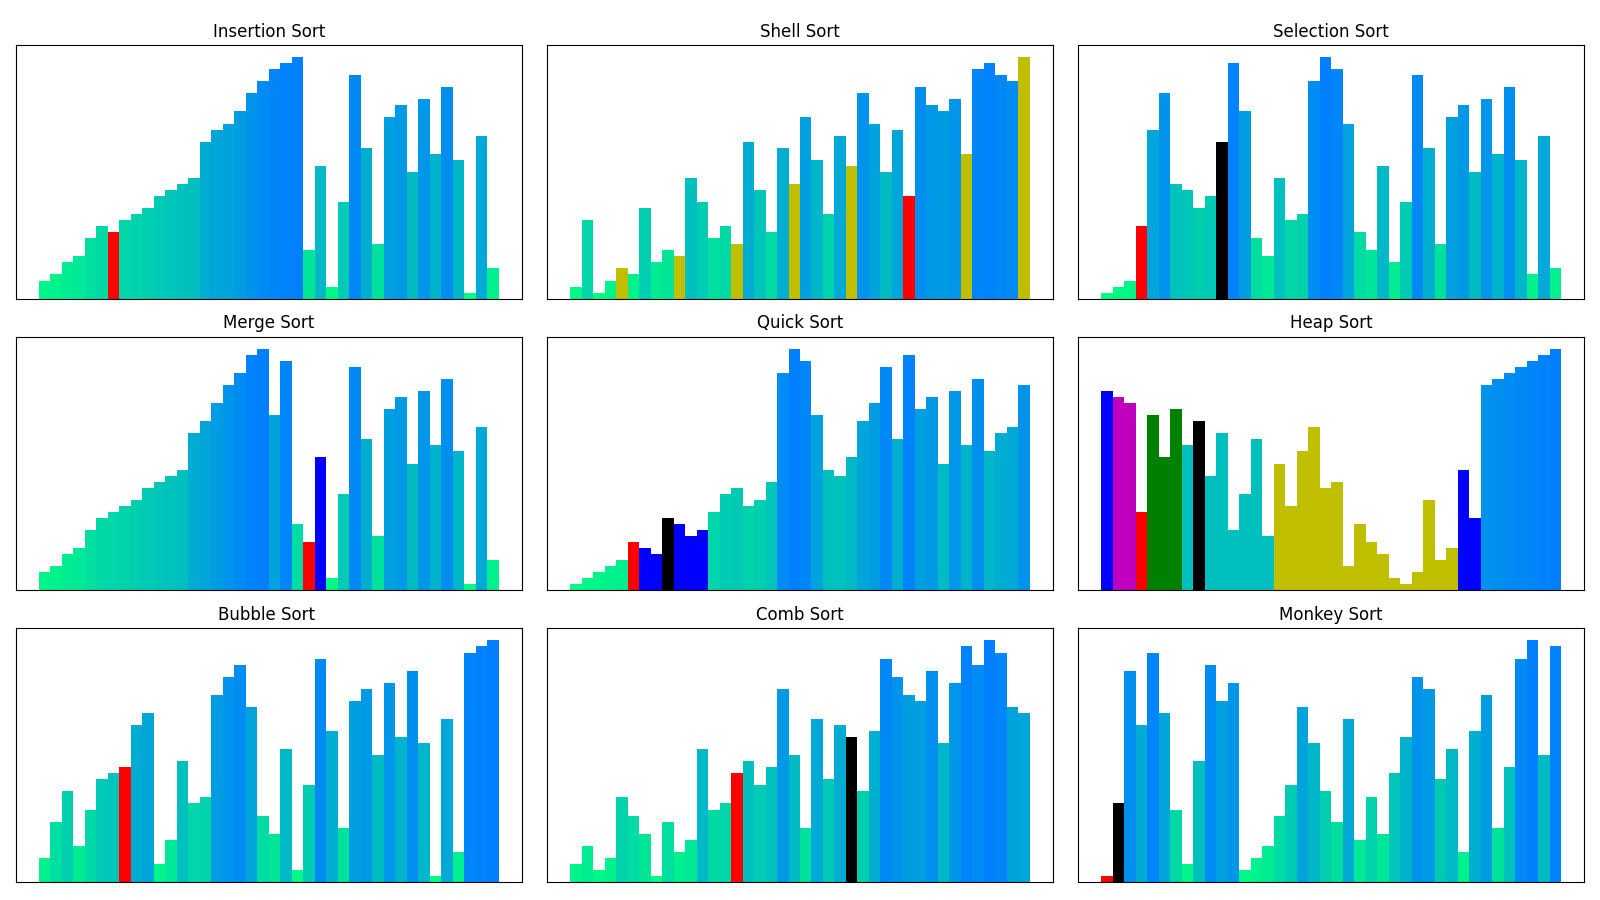 Insertion Sort
Shell Sort
Selection Sort
Merge Sort
Quick Sort
Heap Sort
Bubble Sort
Comb Sort
Monkey Sort